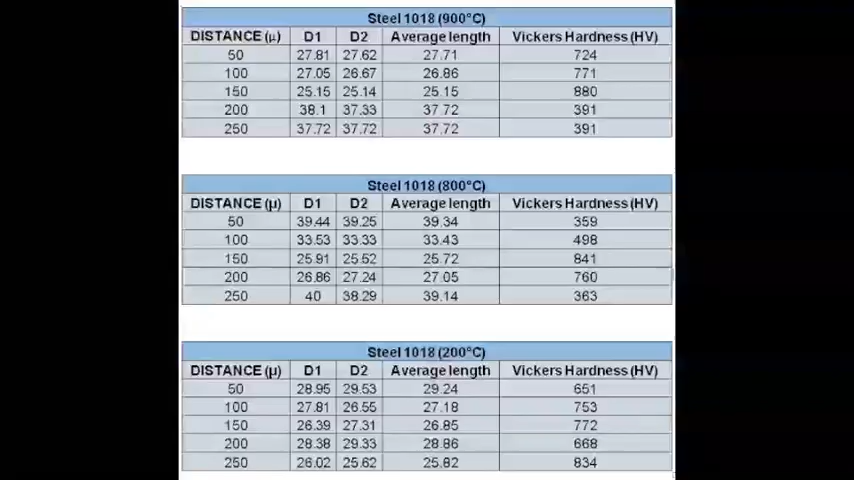 Steel 1018 (900°C)
DISTANCE (μ) D1 D2 Average length Vickers Hardness (HV)
50 27.81 27.62 27.71 724
100 27.05 26.67 26.86 771
150 25.15 25.14 25.15 880
200 38.1 37.33 37.72 391
250 37.72 37.72 37.72 391
Steel 1018 (800°C)
DISTANCE (μ) D1 D2 Average length Vickers Hardness (HV)
50 39.44 39.25 39.34 359
100 33.53 33.33 33.43 498
150 25.91 25.52 25.72 841
200 26.86 27.24 27.05 760
250 40 38.29 39.14 363
Steel 1018 (200°C)
DISTANCE (μ) D1 D2 Average length Vickers Hardness (HV)
50 28.95 29.53 29.24 651
100 27.81 26.55 27.18 753
150 26.39 27.31 26.85 772
200 28.38 29.33 28.86 668
250 26.02 25.62 25.82 834